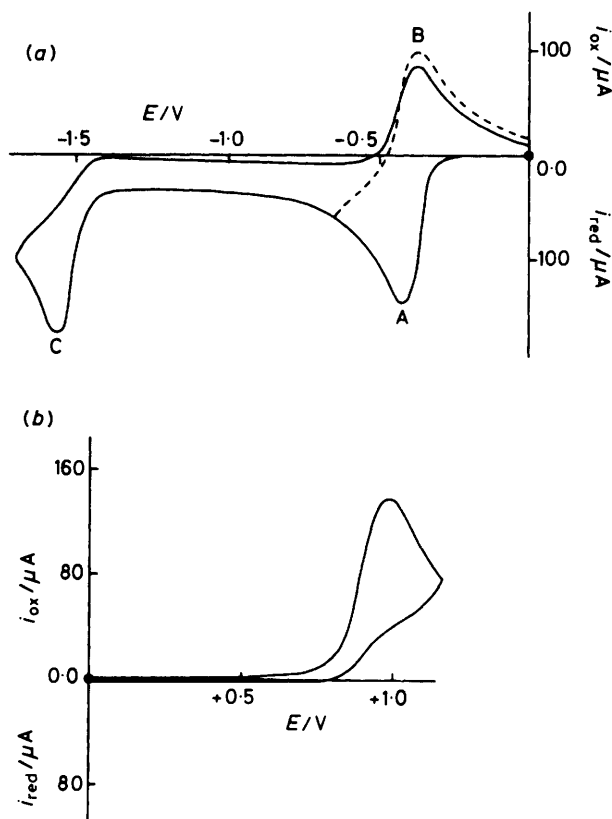 (a)
B
100
i_ox/μA
E/V
-1·5
-1·0
-0·5
0·0
i_red/μA
100
A
C
(b)
160
i_ox/μA
80
0·0
+0·5
+1·0
E/V
i_red/μA
80